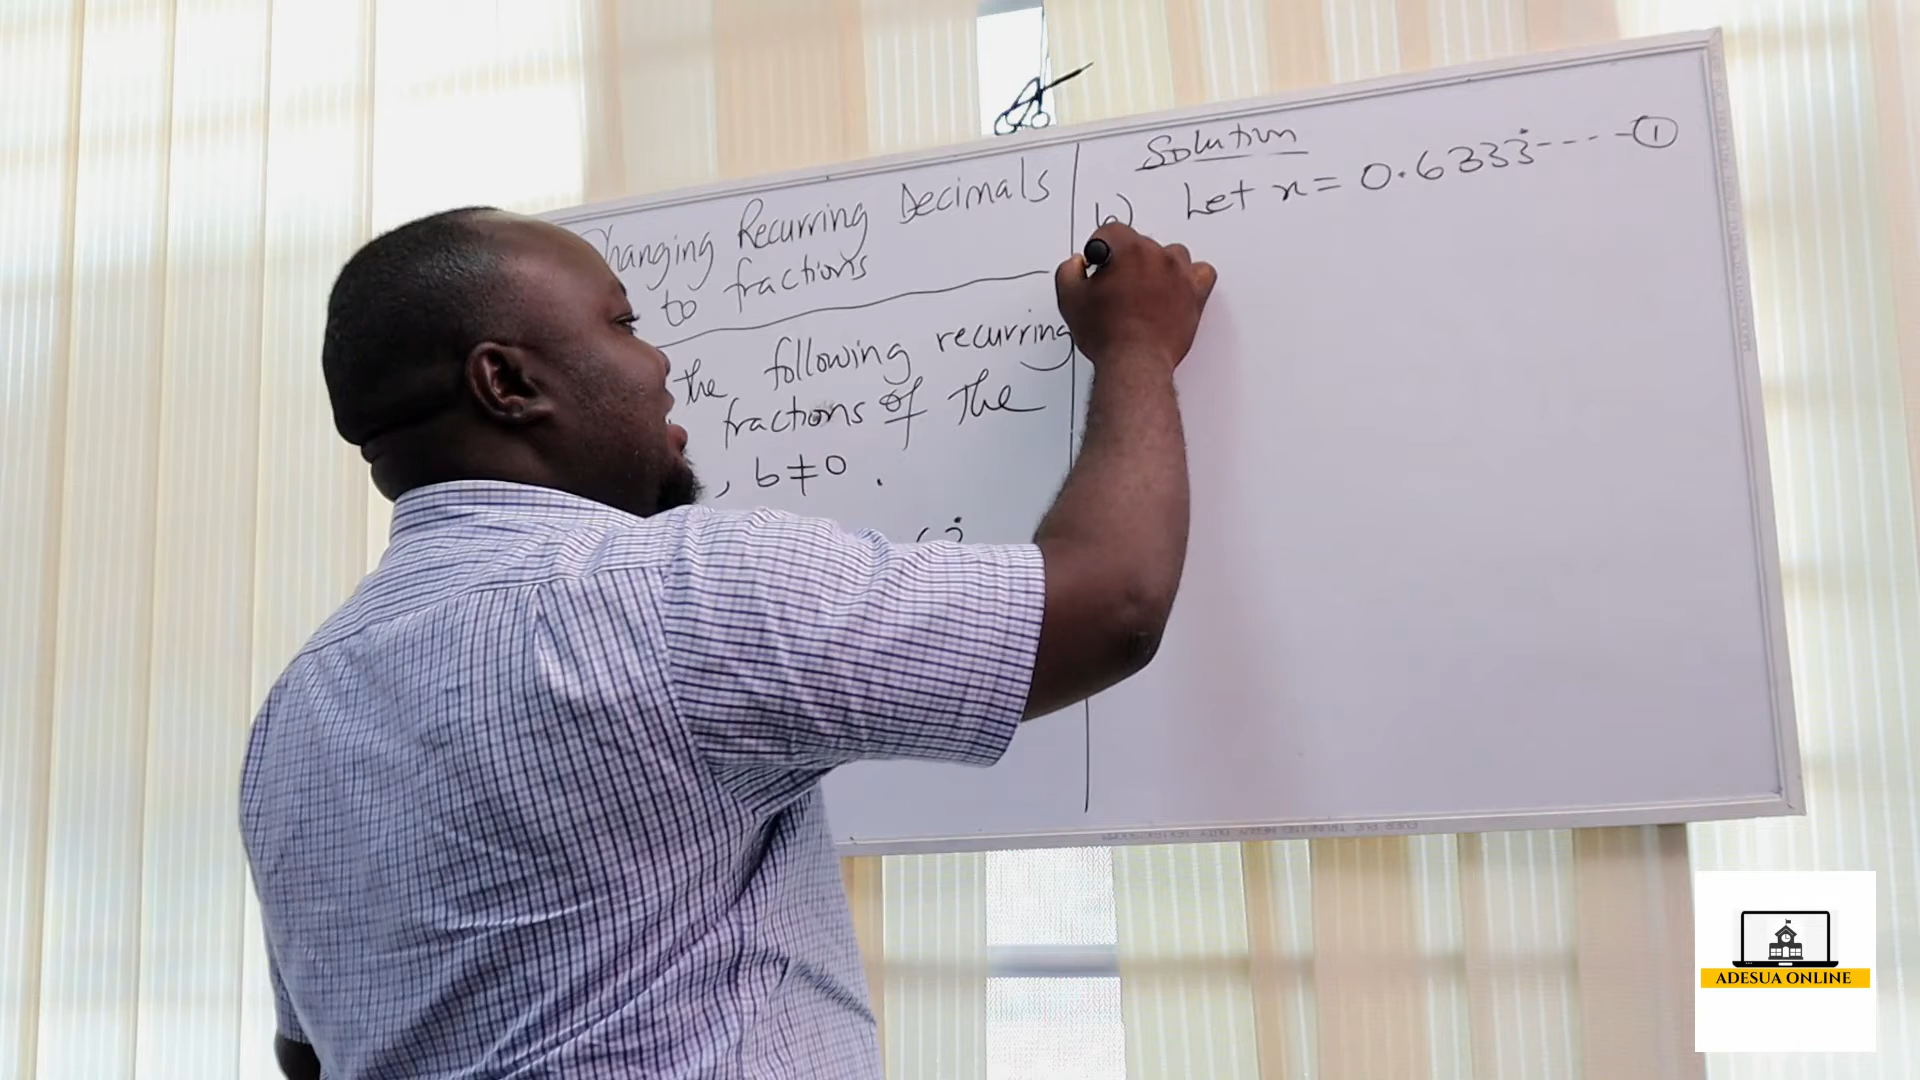 Changing Recurring Decimals
to fractions
the following recurring
fractions of the
, b≠0 .
Solution
b) Let x = 0.6333̇ ----- ①
ADESUA ONLINE